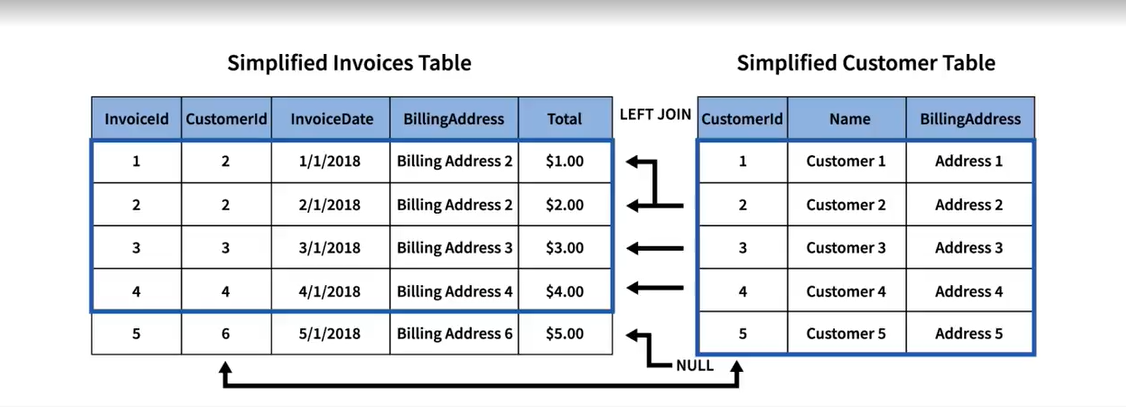 Simplified Invoices Table
Simplified Customer Table
InvoiceId CustomerId InvoiceDate BillingAddress Total
LEFT JOIN
CustomerId Name BillingAddress
1 2 1/1/2018 Billing Address 2 $1.00
1 Customer 1 Address 1
2 2 2/1/2018 Billing Address 2 $2.00
2 Customer 2 Address 2
3 3 3/1/2018 Billing Address 3 $3.00
3 Customer 3 Address 3
4 4 4/1/2018 Billing Address 4 $4.00
4 Customer 4 Address 4
5 6 5/1/2018 Billing Address 6 $5.00
5 Customer 5 Address 5
NULL